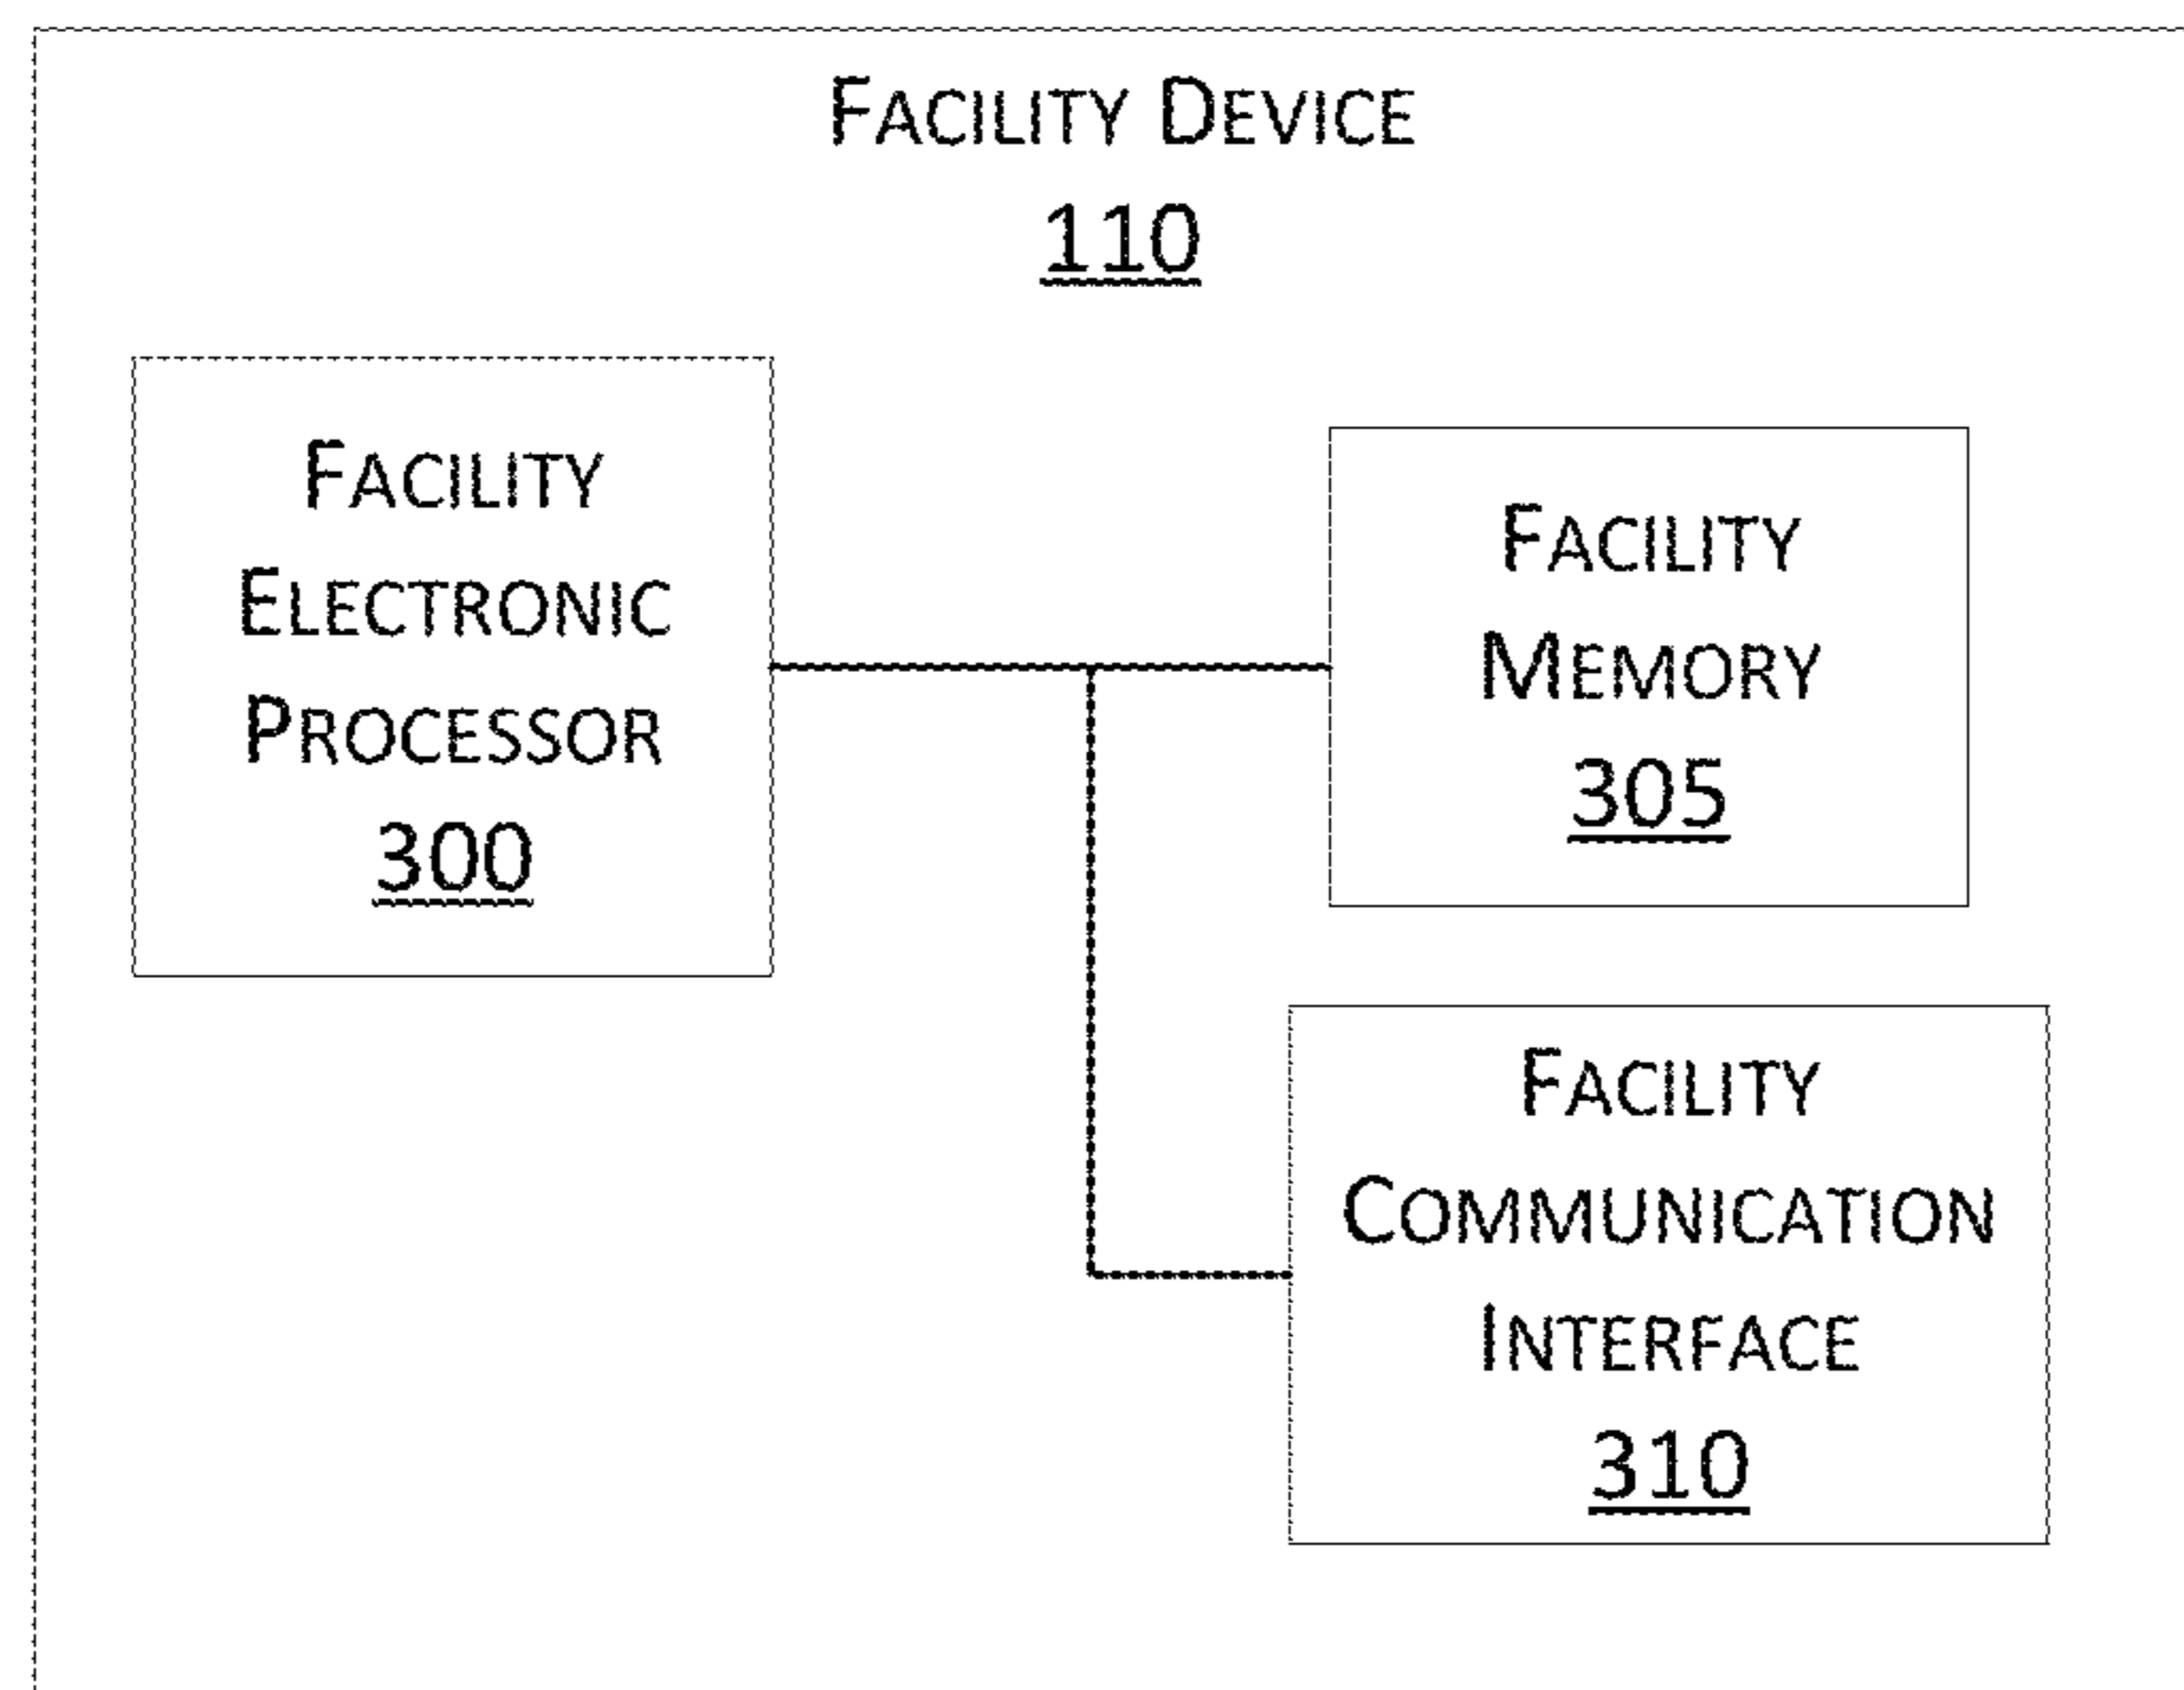 FACILITY DEVICE
110
FACILITY
ELECTRONIC
PROCESSOR
300
FACILITY
MEMORY
305
FACILITY
COMMUNICATION
INTERFACE
310